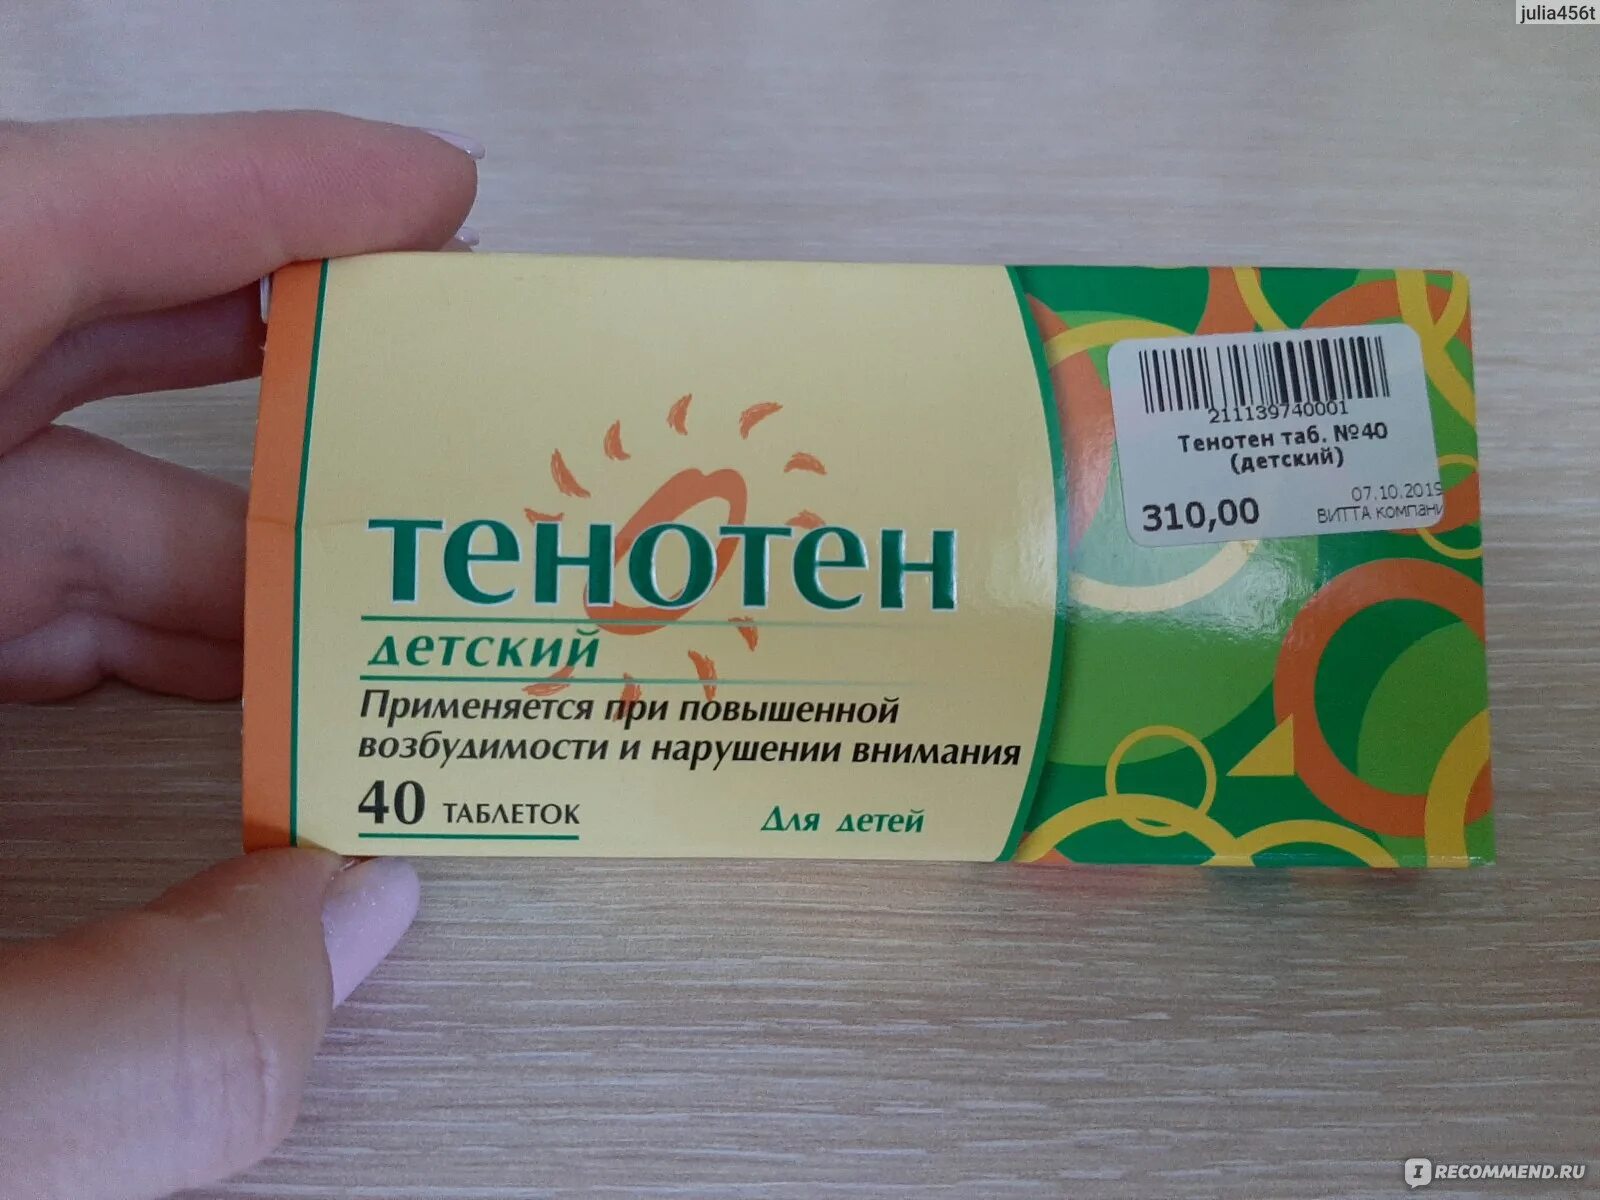 julia456t
211139740001
Тенотен таб. №40
(детский)
310,00
07.10.2019
ВИТТА компани
ТЕНОТЕН
детский
Применяется при повышенной
возбудимости и нарушении внимания
40 ТАБЛЕТОК
Для детей
IRECOMMEND.RU